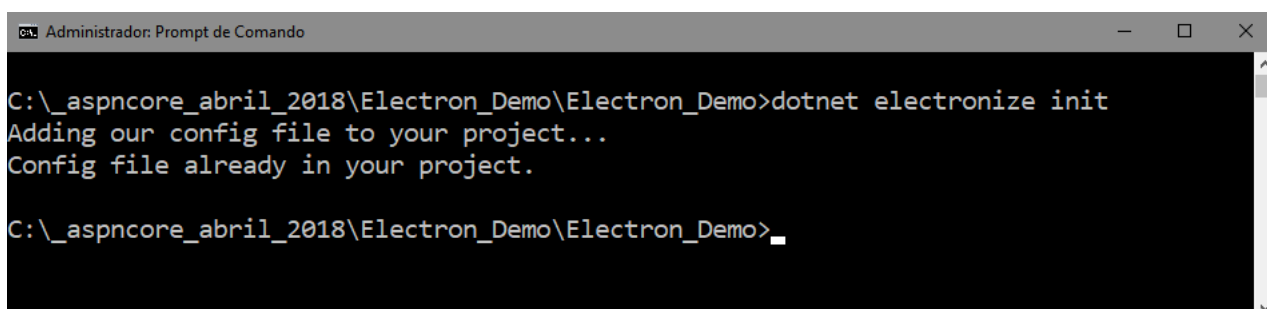 Administrador: Prompt de Comando
C:\_aspncore_abril_2018\Electron_Demo\Electron_Demo>dotnet electronize init
Adding our config file to your project...
Config file already in your project.
C:\_aspncore_abril_2018\Electron_Demo\Electron_Demo>